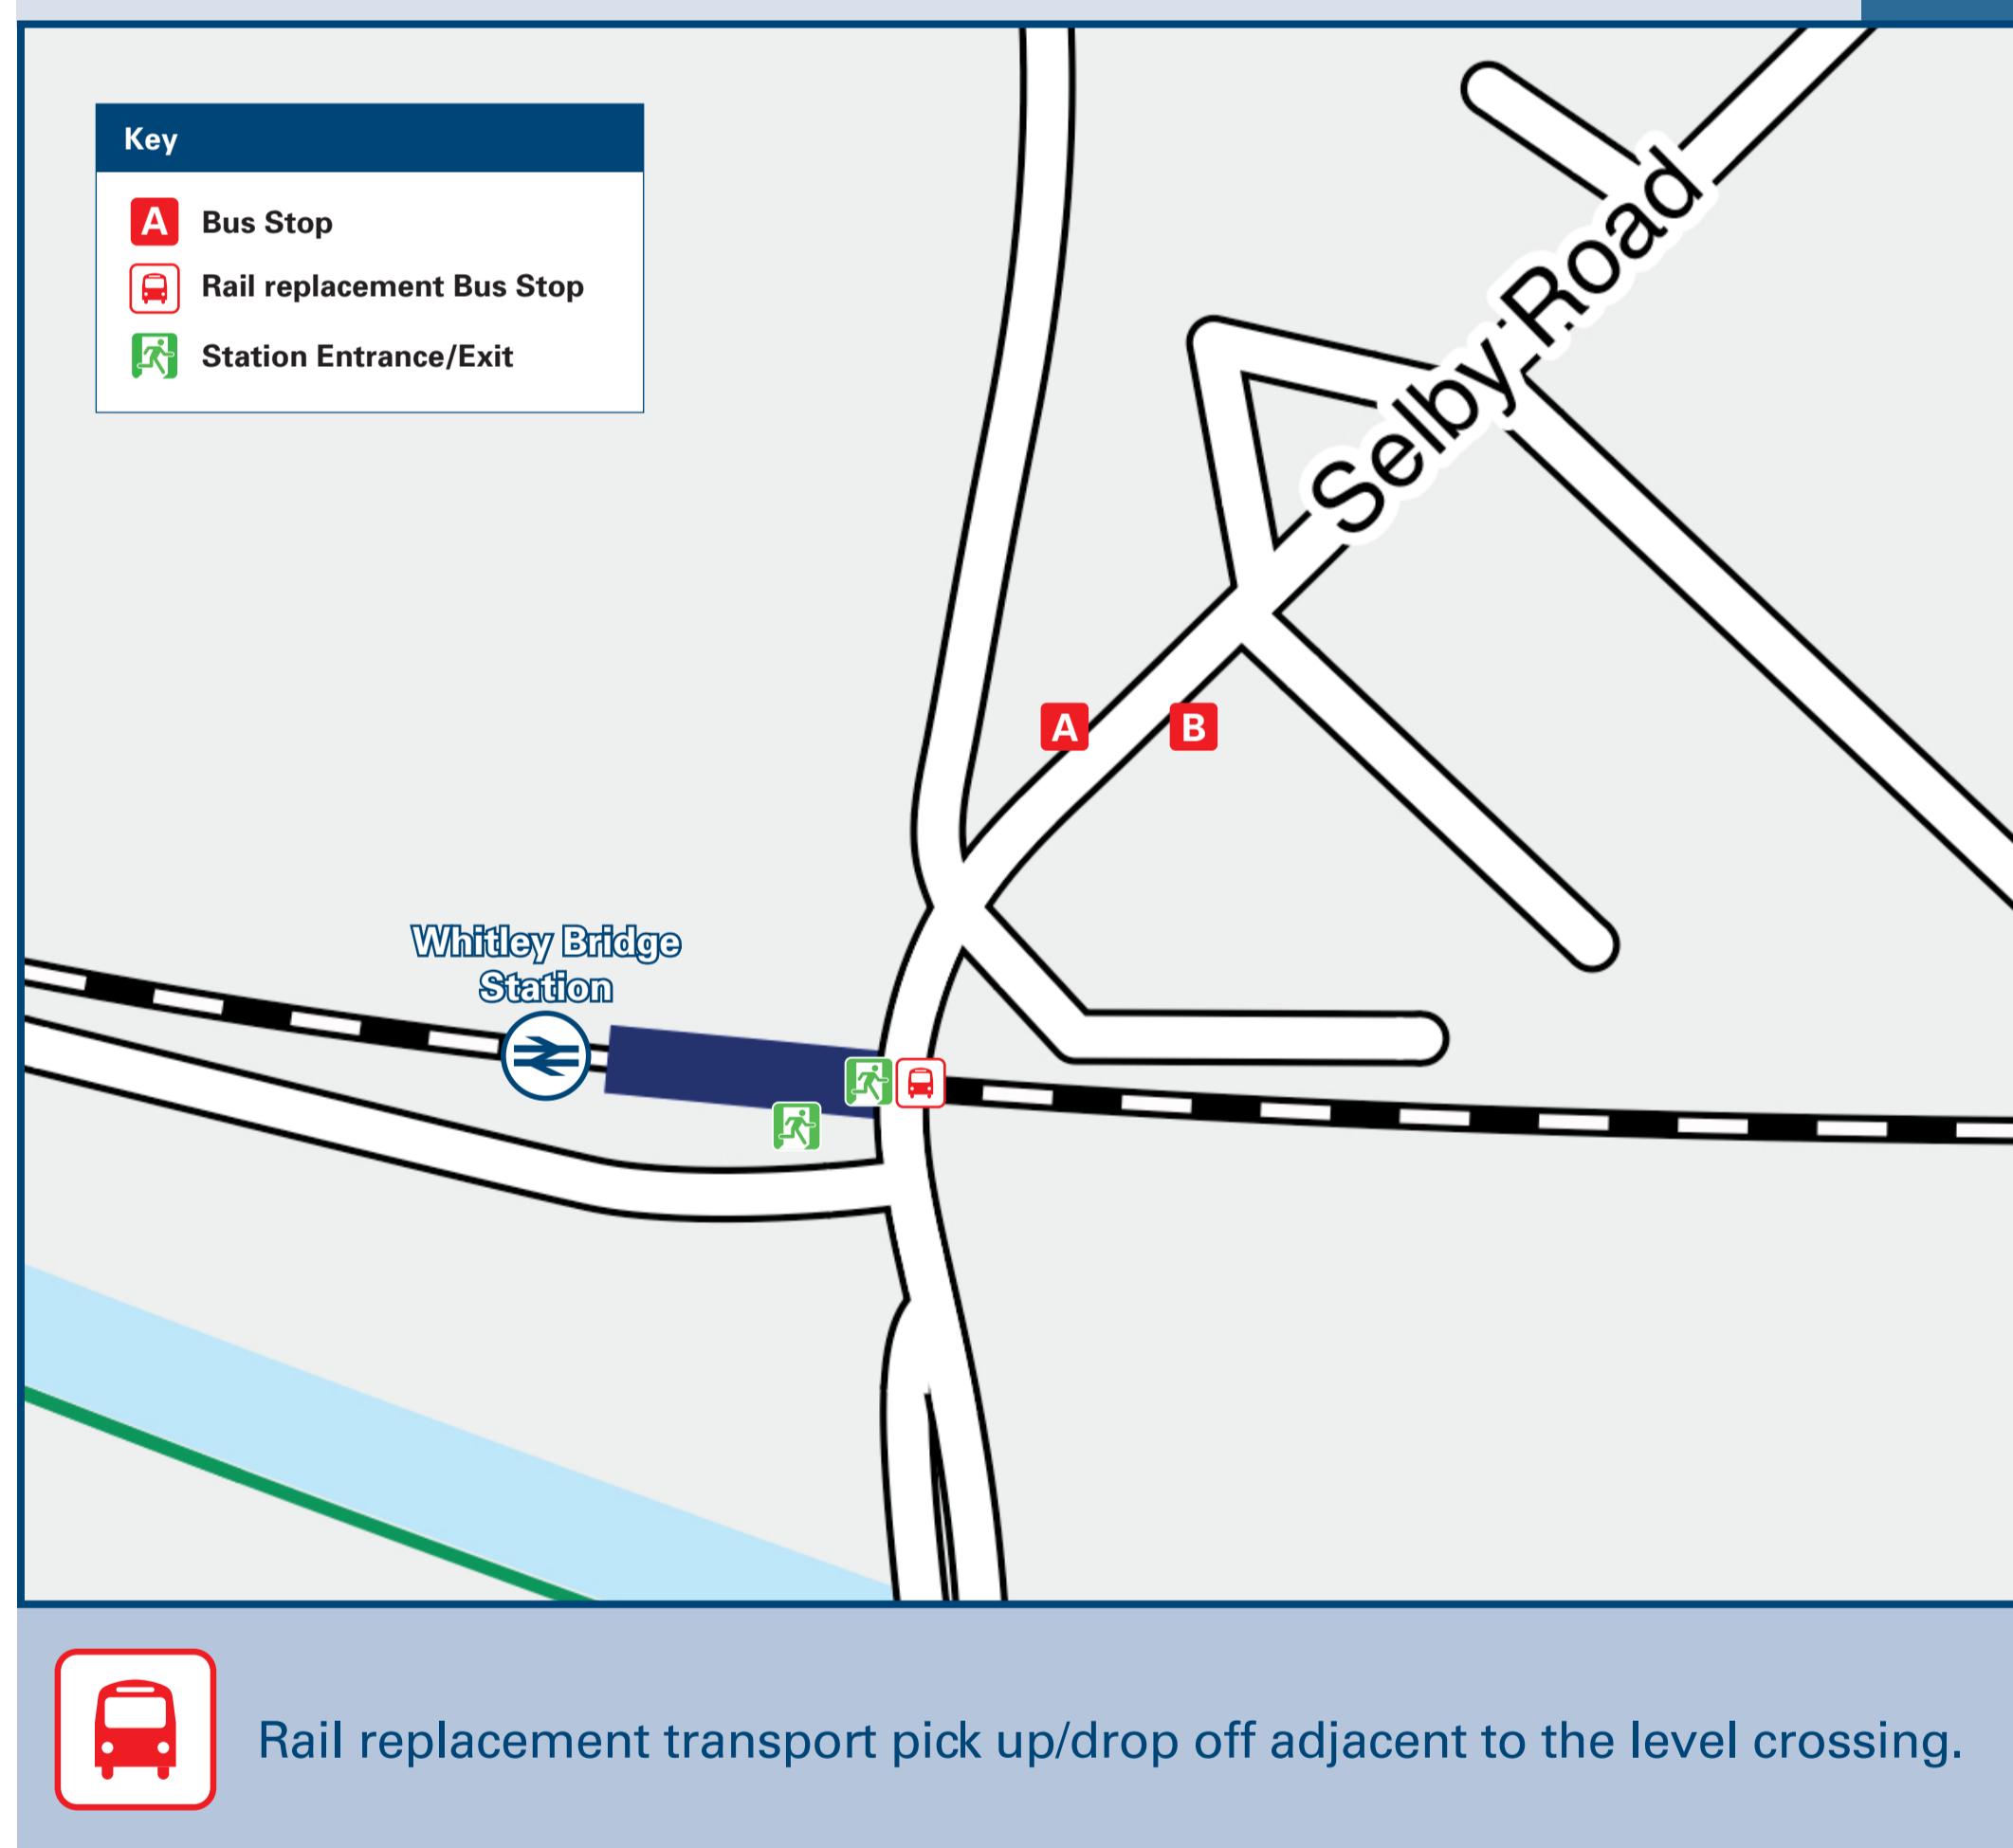 Key
A
Bus Stop
Rail replacement Bus Stop
Station Entrance/Exit
Selby Road
A
B
Whitley Bridge
Station
Rail replacement transport pick up/drop off adjacent to the level crossing.